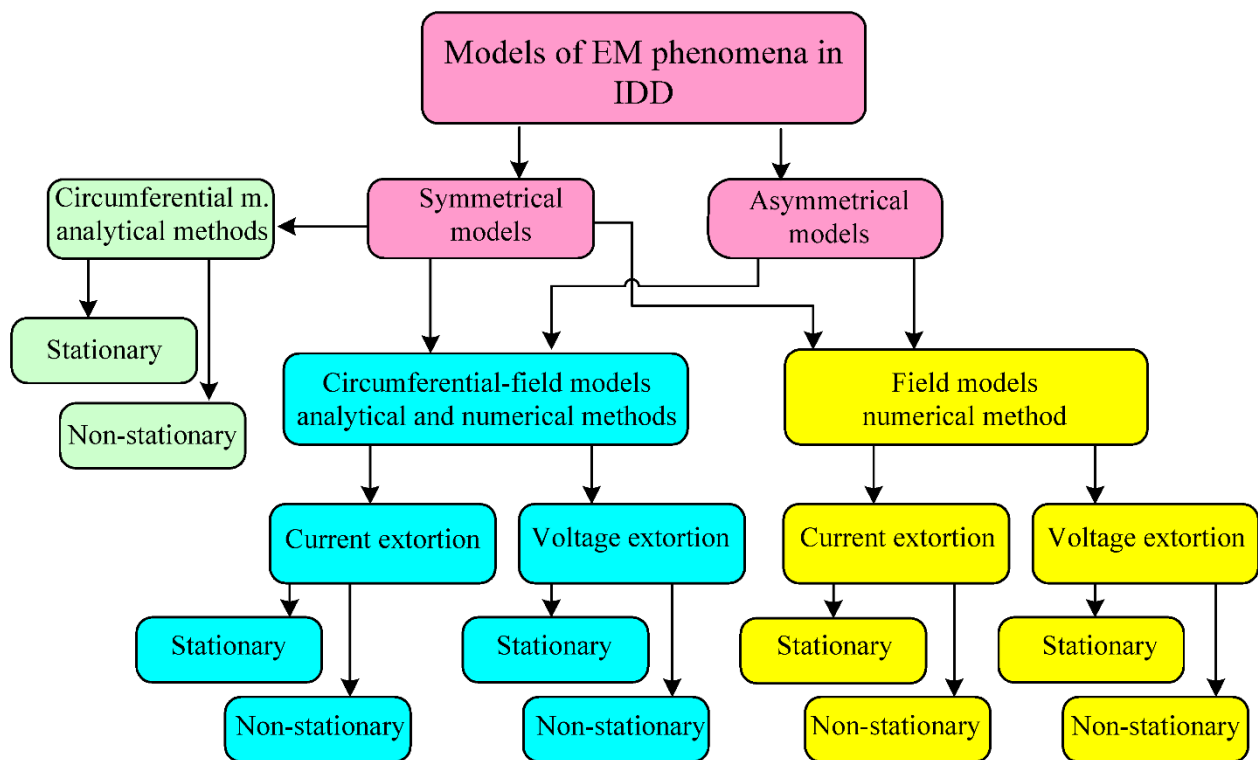 Models of EM phenomena in
IDD
Circumferential m.
analytical methods
Symmetrical
models
Asymmetrical
models
Stationary
Non-stationary
Circumferential-field models
analytical and numerical methods
Field models
numerical method
Current extortion
Voltage extortion
Current extortion
Voltage extortion
Stationary
Stationary
Stationary
Stationary
Non-stationary
Non-stationary
Non-stationary
Non-stationary